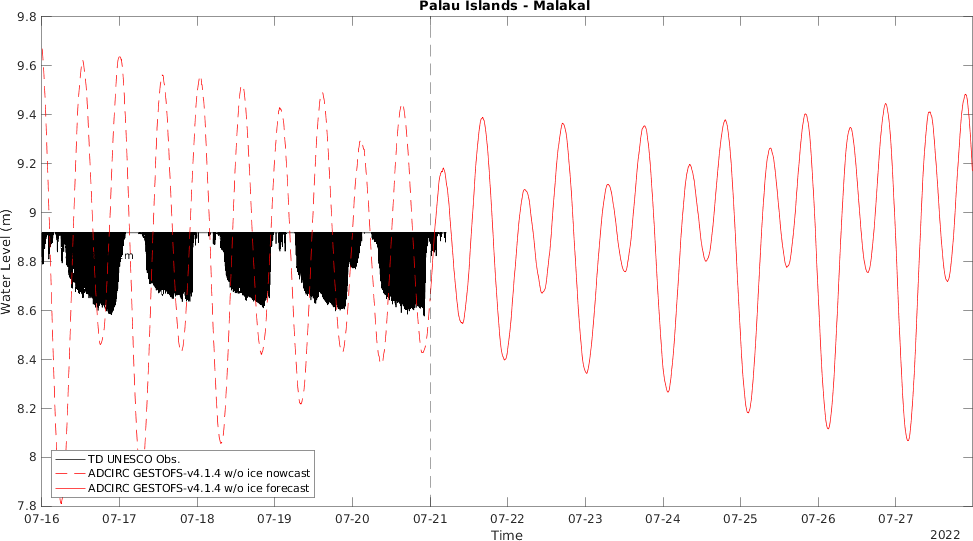 Palau Islands - Malakal
9.8
9.6
9.4
9.2
9
8.8
8.6
8.4
8.2
8
7.8
Water Level (m)
m
TD UNESCO Obs.
ADCIRC GESTOFS-v4.1.4 w/o ice nowcast
ADCIRC GESTOFS-v4.1.4 w/o ice forecast
07-16 07-17 07-18 07-19 07-20 07-21 07-22 07-23 07-24 07-25 07-26 07-27
Time
2022